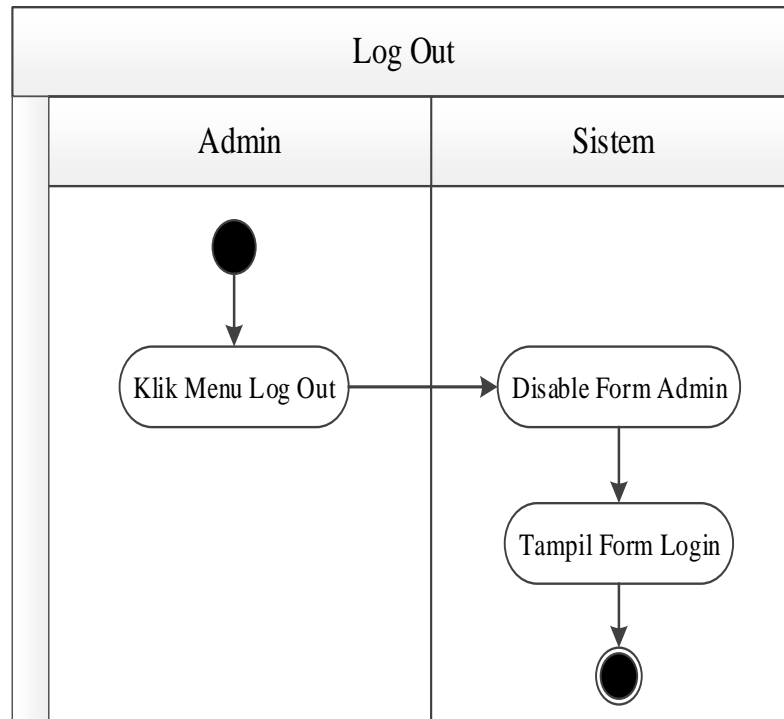 Log Out
Admin
Sistem
Klik Menu Log Out
Disable Form Admin
Tampil Form Login